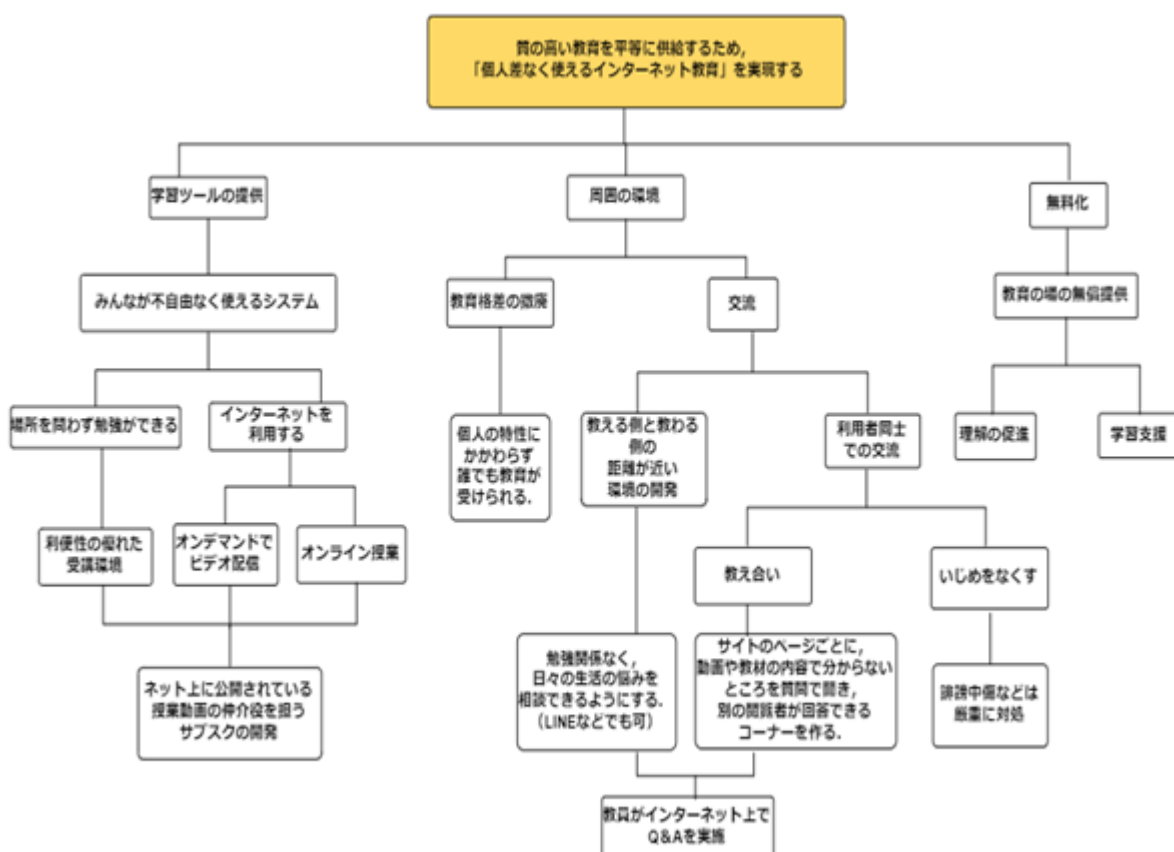 質の高い教育を平等に供給するため,
「個人差なく使えるインターネット教育」を実現する
学習ツールの提供
周囲の環境
無料化
みんなが不自由なく使えるシステム
教育格差の撤廃
交流
教育の場の無償提供
場所を問わず勉強ができる
インターネットを
利用する
個人の特性に
かかわらず
誰でも教育が
受けられる.
教える側と教わる
側の
距離が近い
環境の開発
利用者同士
での交流
理解の促進
学習支援
利便性の優れた
受講環境
オンデマンドで
ビデオ配信
オンライン授業
教え合い
いじめをなくす
ネット上に公開されている
授業動画の仲介役を担う
サブスクの開発
勉強関係なく,
日々の生活の悩みを
相談できるようにする.
（LINEなどでも可）
サイトのページごとに,
動画や教材の内容で分からない
ところを質問で聞き,
別の閲覧者が回答できる
コーナーを作る.
誹謗中傷などは
厳重に対処
教員がインターネット上で
Q&Aを実施